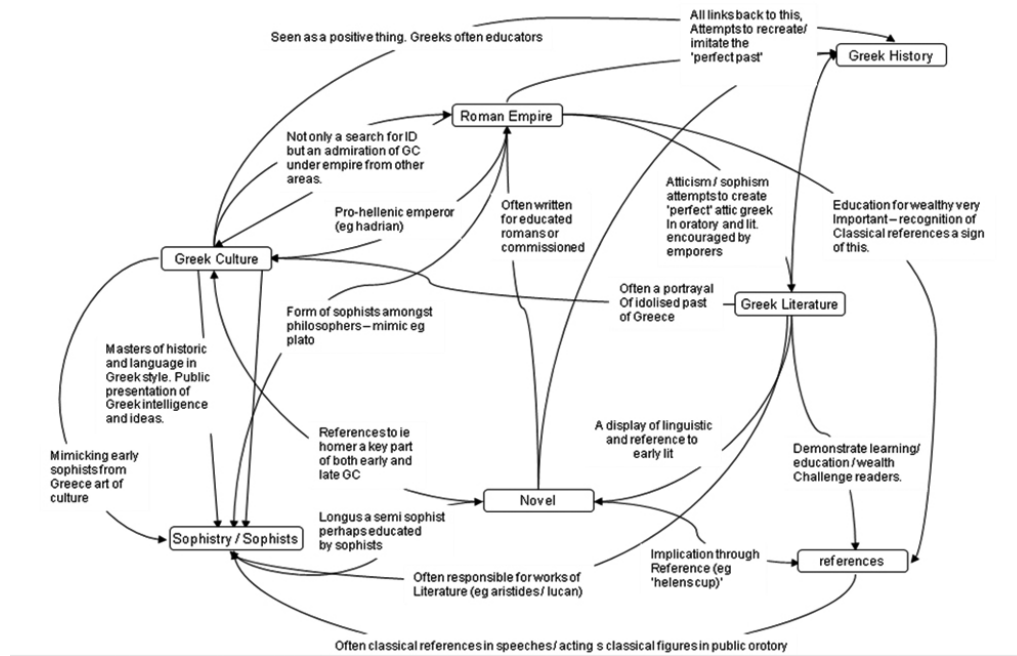 All links back to this,
Attempts to recreate/
imitate the
'perfect past'
Seen as a positive thing. Greeks often educators
Greek History
Roman Empire
Not only a search for ID
but an admiration of GC
under empire from other
areas.
Atticism / sophism
attempts to create
'perfect' attic greek
In oratory and lit.
encouraged by
emporers
Education for wealthy very
Important – recognition of
Classical references a sign
of this.
Pro-hellenic emperor
(eg hadrian)
Often written
for educated
romans or
commissioned
Greek Culture
Often a portrayal
Of idolised past
of Greece
Greek Literature
Form of sophists amongst
philosophers – mimic eg
plato
Masters of historic
and language in
Greek style. Public
presentation of
Greek intelligence
and ideas.
References to ie
homer a key part
of both early and
late GC
A display of linguistic
and reference to
early lit
Demonstrate learning/
education / wealth
Challenge readers.
Mimicking early
sophists from
Greece art of
culture
Novel
Longus a semi sophist
perhaps educated
by sophists
Sophistry / Sophists
Implication through
Reference (eg
'helens cup)'
references
Often responsible for works of
Literature (eg aristides / lucan)
Often classical references in speeches / acting s classical figures in public orotory